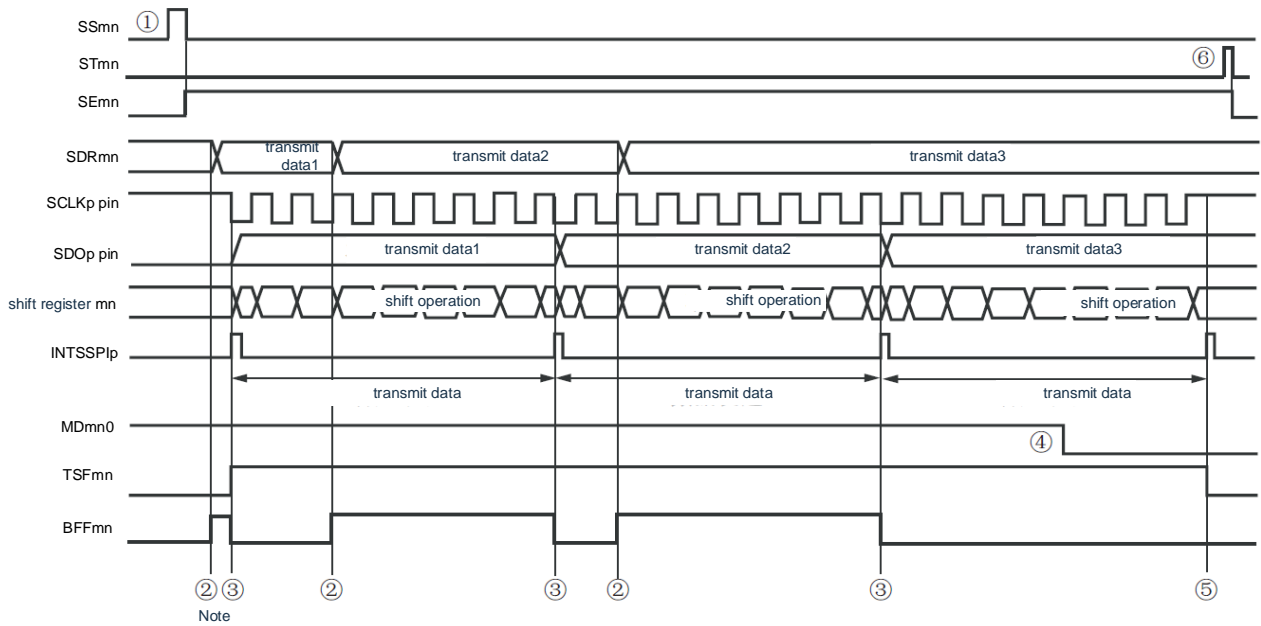 SSmn ①
STmn ⑥
SEmn
SDRmn transmit data1 transmit data2 transmit data3
SCLKp pin
SDOp pin transmit data1 transmit data2 transmit data3
shift register mn shift operation shift operation shift operation
INTSSPIp
transmit data transmit data transmit data
MDmn0 ④
TSFmn
BFFmn
② ③ ② ③ ② ③ ⑤
Note